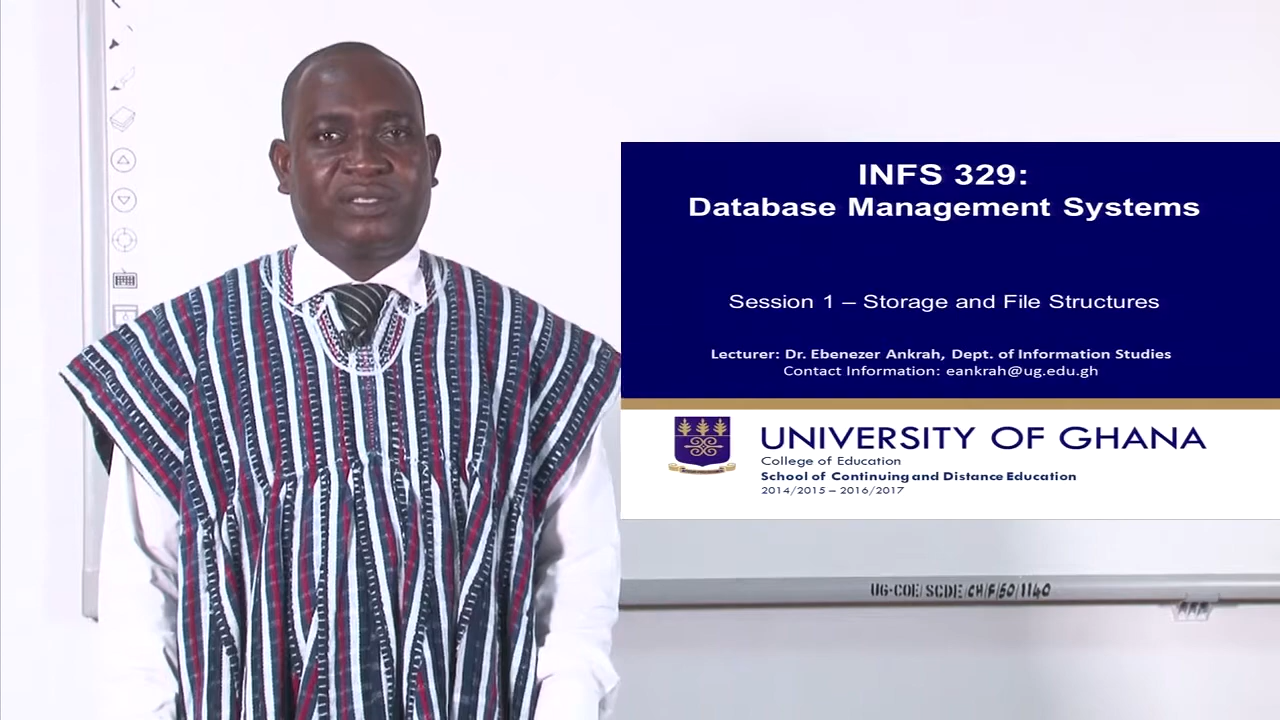 INFS 329:
Database Management Systems
Session 1 – Storage and File Structures
Lecturer: Dr. Ebenezer Ankrah, Dept. of Information Studies
Contact Information: eankrah@ug.edu.gh
UNIVERSITY OF GHANA
College of Education
School of Continuing and Distance Education
2014/2015 – 2016/2017
UG-COE/SCDE/CH/F/50/1140